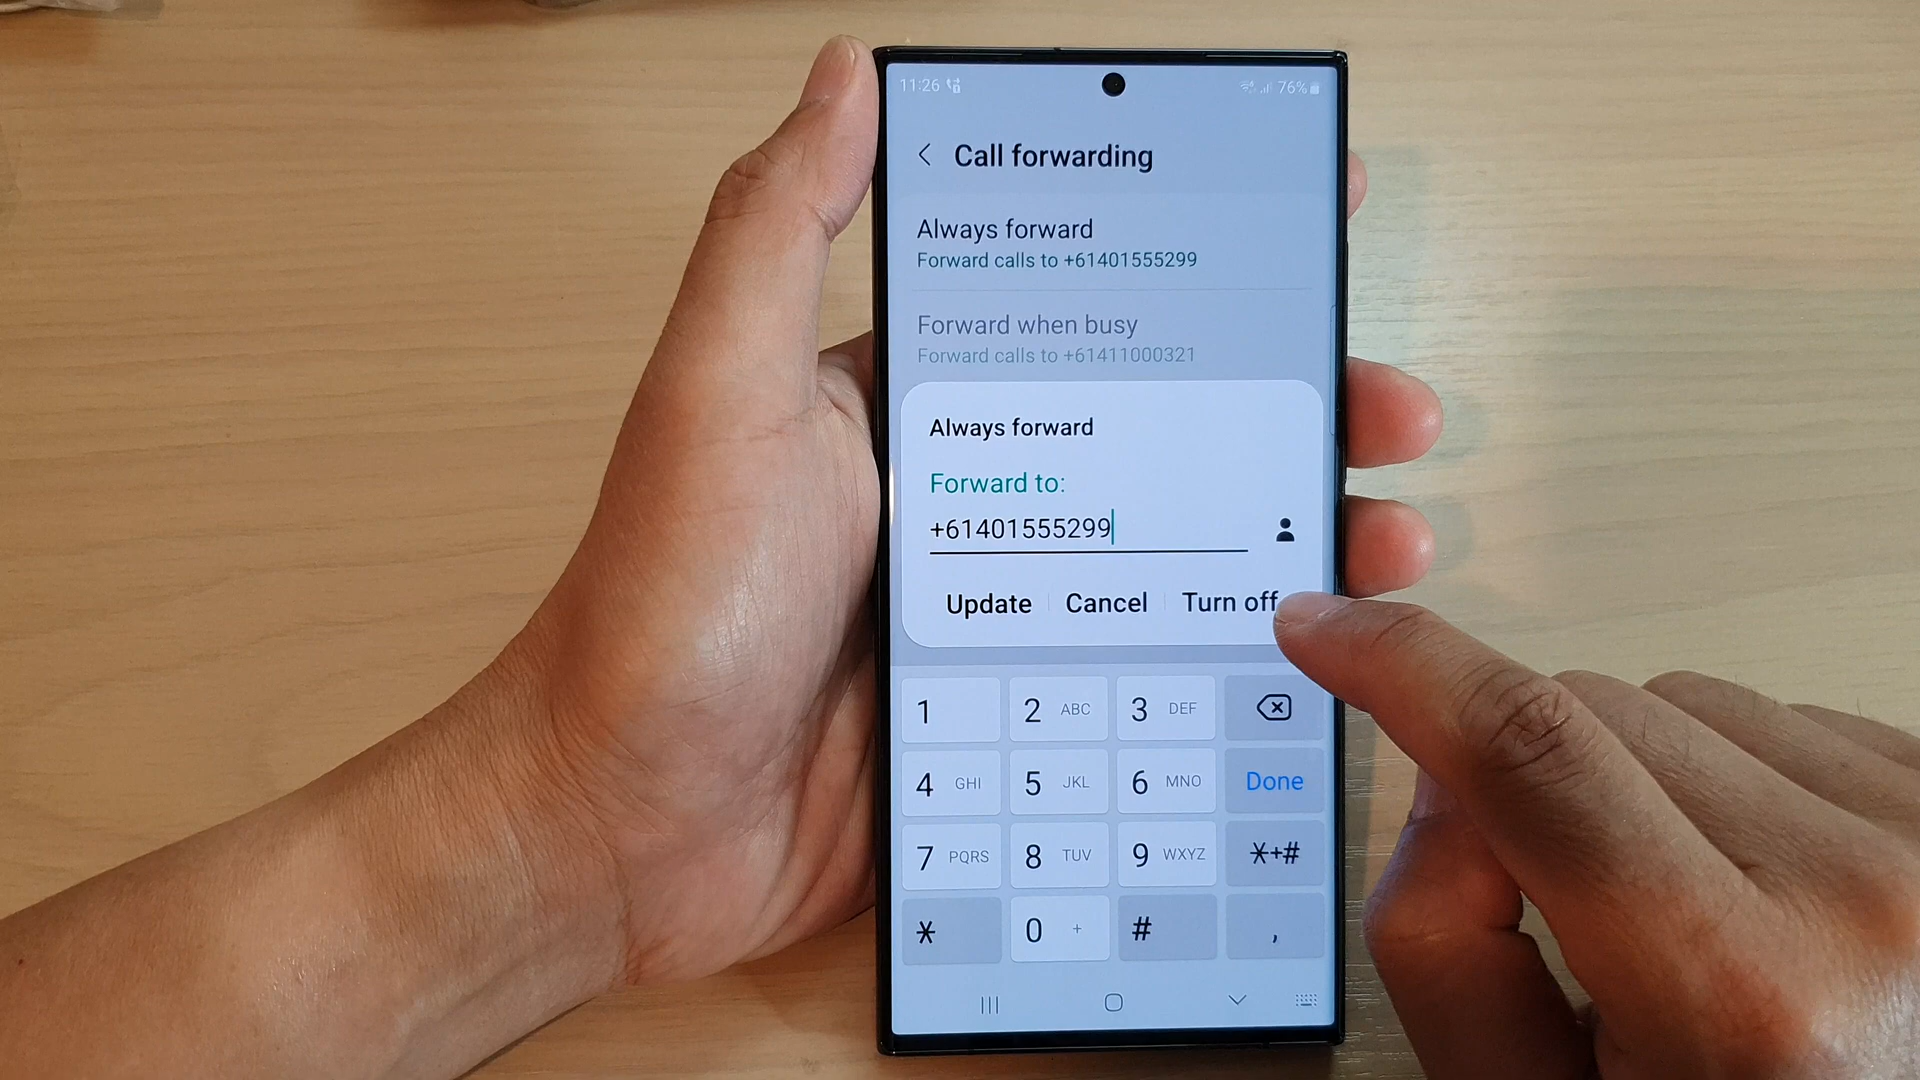 11:26 76%
Call forwarding
Always forward
Forward calls to +61401555299
Forward when busy
Forward calls to +61411000321
Always forward
Forward to:
+61401555299
Update Cancel Turn off
1 2 ABC 3 DEF
4 GHI 5 JKL 6 MNO Done
7 PQRS 8 TUV 9 WXYZ *+#
* 0 + # ,